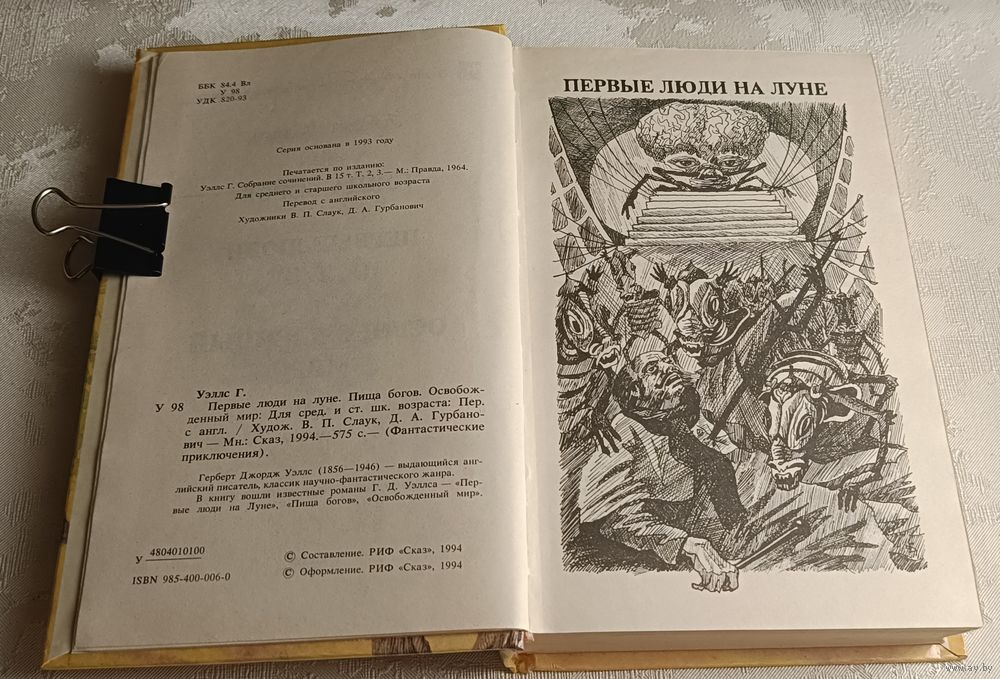 ББК 84.4 Вл
У 98
УДК 820-93
Серия основана в 1993 году
Печатается по изданию:
Уэллс Г. Собрание сочинений. В 15 т. Т. 2, 3.— М.: Правда, 1964.
Для среднего и старшего школьного возраста
Перевод с английского
Художники В. П. Слаук, Д. А. Гурбанович
Уэллс Г.
У 98 Первые люди на луне. Пища богов. Освобож-
денный мир: Для сред. и ст. шк. возраста: Пер.
с англ. / Худож. В. П. Слаук, Д. А. Гурбано-
вич — Мн.: Сказ, 1994.—575 с.— (Фантастические
приключения).
Герберт Джордж Уэллс (1856—1946) — выдающийся анг-
лийский писатель, классик научно-фантастического жанра.
В книгу вошли известные романы Г. Д. Уэллса — «Пер-
вые люди на Луне», «Пища богов», «Освобожденный мир».
У 4804010100
ISBN 985-400-006-0
© Составление. РИФ «Сказ», 1994
© Оформление. РИФ «Сказ», 1994
ПЕРВЫЕ ЛЮДИ НА ЛУНЕ
www.ay.by